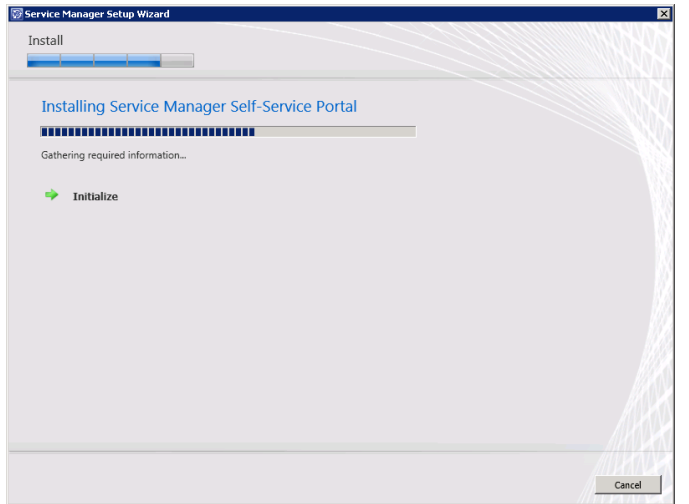 Service Manager Setup Wizard
Install
Installing Service Manager Self-Service Portal
Gathering required information...
Initialize
Cancel